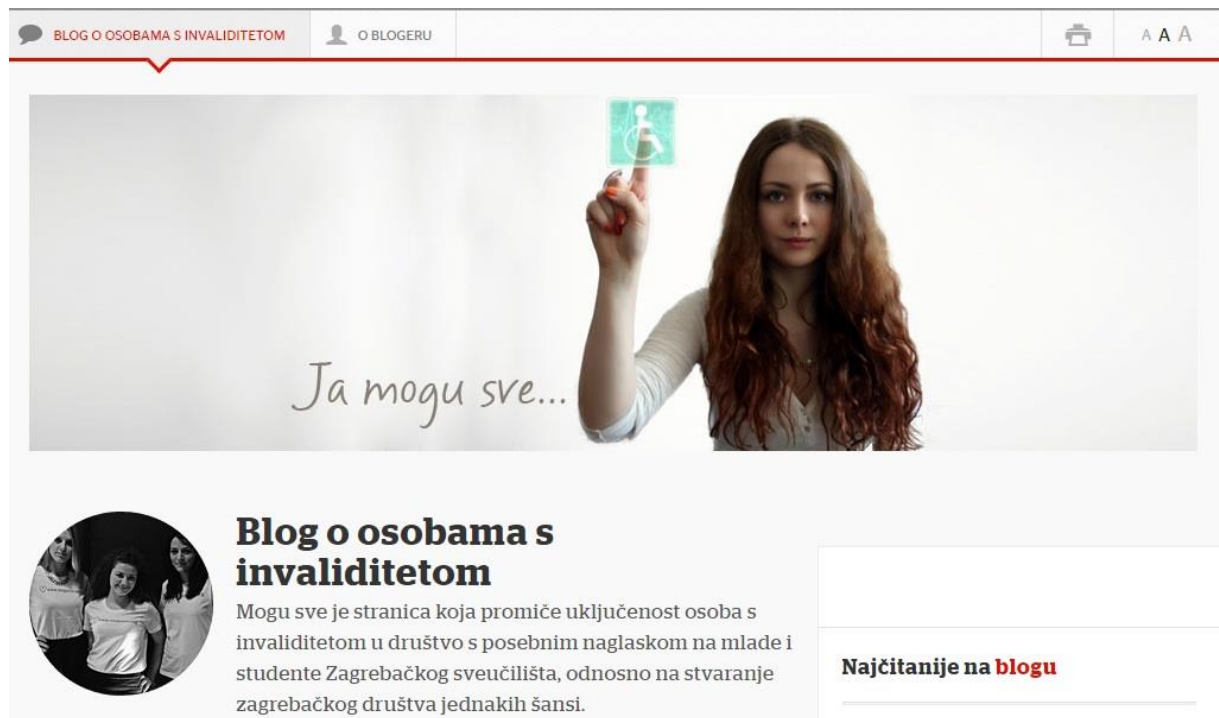 BLOG O OSOBAMA S INVALIDITETOM
O BLOGERU
A A A
Ja mogu sve...
Blog o osobama s
invaliditetom
Mogu sve je stranica koja promiče uključenost osoba s
invaliditetom u društvo s posebnim naglaskom na mlade i
studente Zagrebačkog sveučilišta, odnosno na stvaranje
zagrebačkog društva jednakih šansi.
Najčitanije na blogu